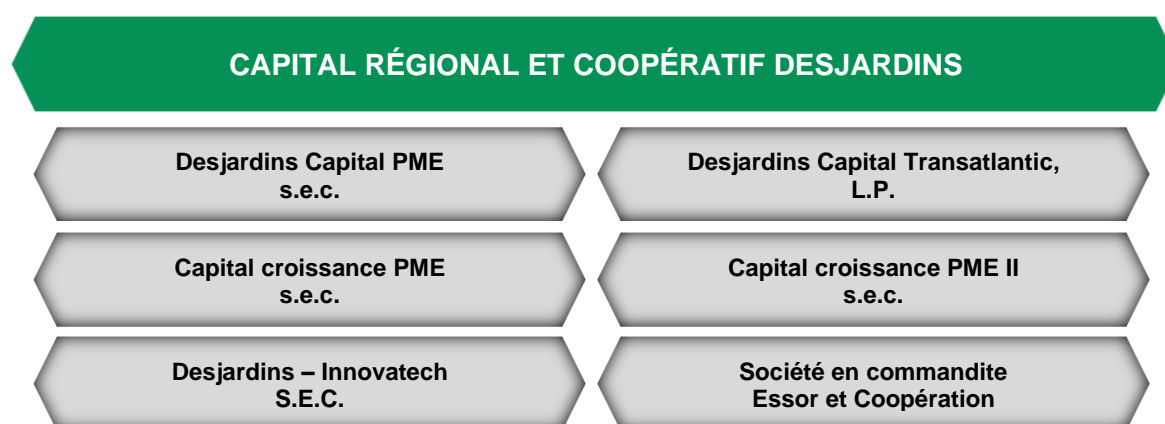 CAPITAL RÉGIONAL ET COOPÉRATIF DESJARDINS
Desjardins Capital PME
s.e.c.
Desjardins Capital Transatlantic,
L.P.
Capital croissance PME
s.e.c.
Capital croissance PME II
s.e.c.
Desjardins – Innovatech
S.E.C.
Société en commandite
Essor et Coopération